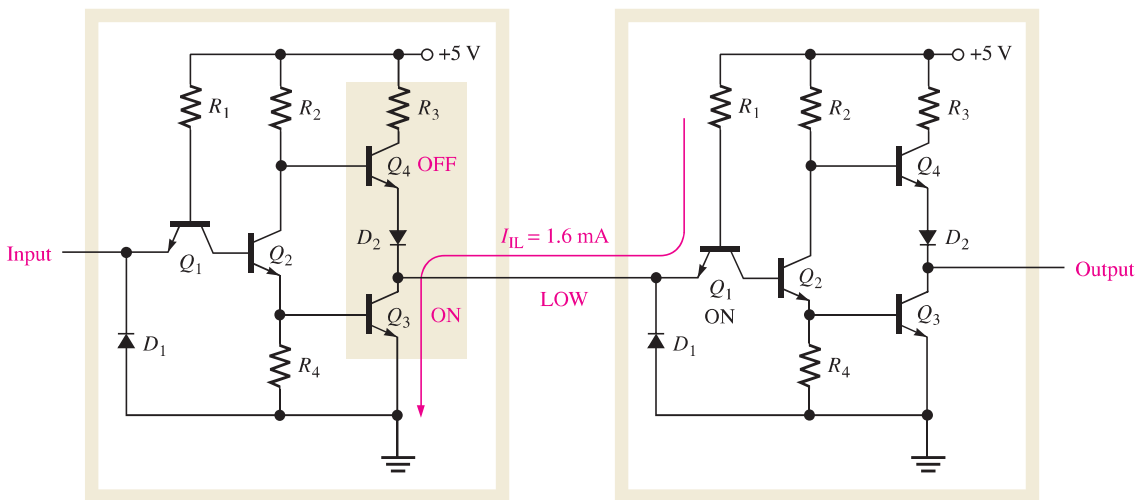 +5 V
R1
R2
R3
Q4
OFF
Input
Q1
Q2
D2
IIL = 1.6 mA
LOW
ON
Q3
D1
R4
+5 V
R1
R2
R3
Q4
D2
Q1
ON
Q2
Output
Q3
D1
R4